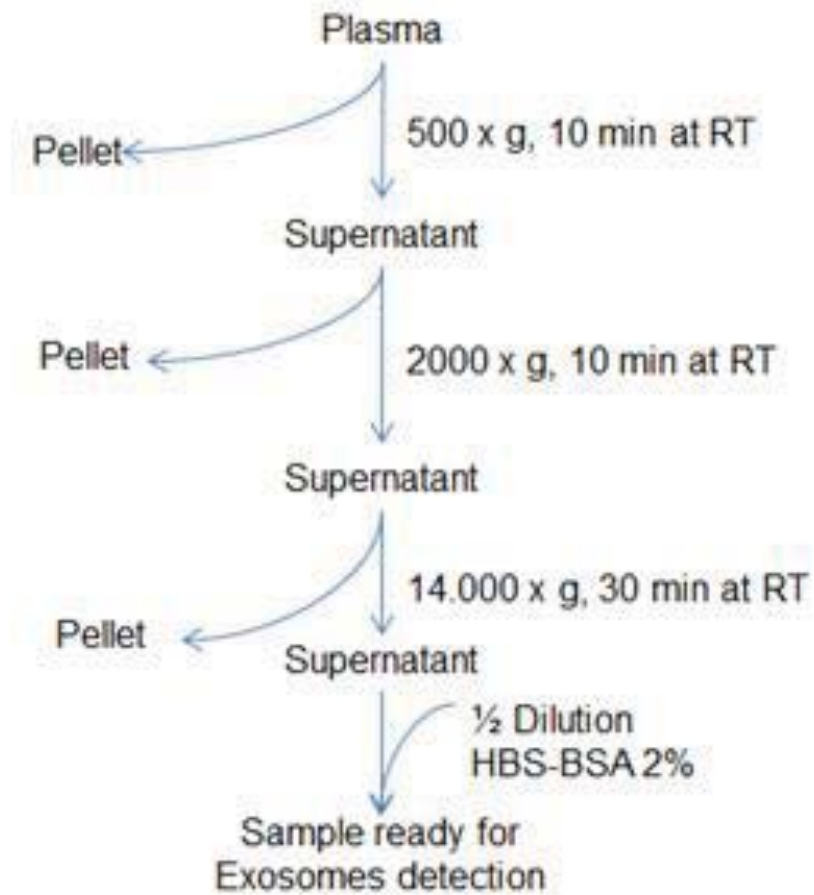 Plasma
500 x g, 10 min at RT
Pellet
Supernatant
Pellet
2000 x g, 10 min at RT
Supernatant
14.000 x g, 30 min at RT
Pellet
Supernatant
½ Dilution
HBS-BSA 2%
Sample ready for
Exosomes detection